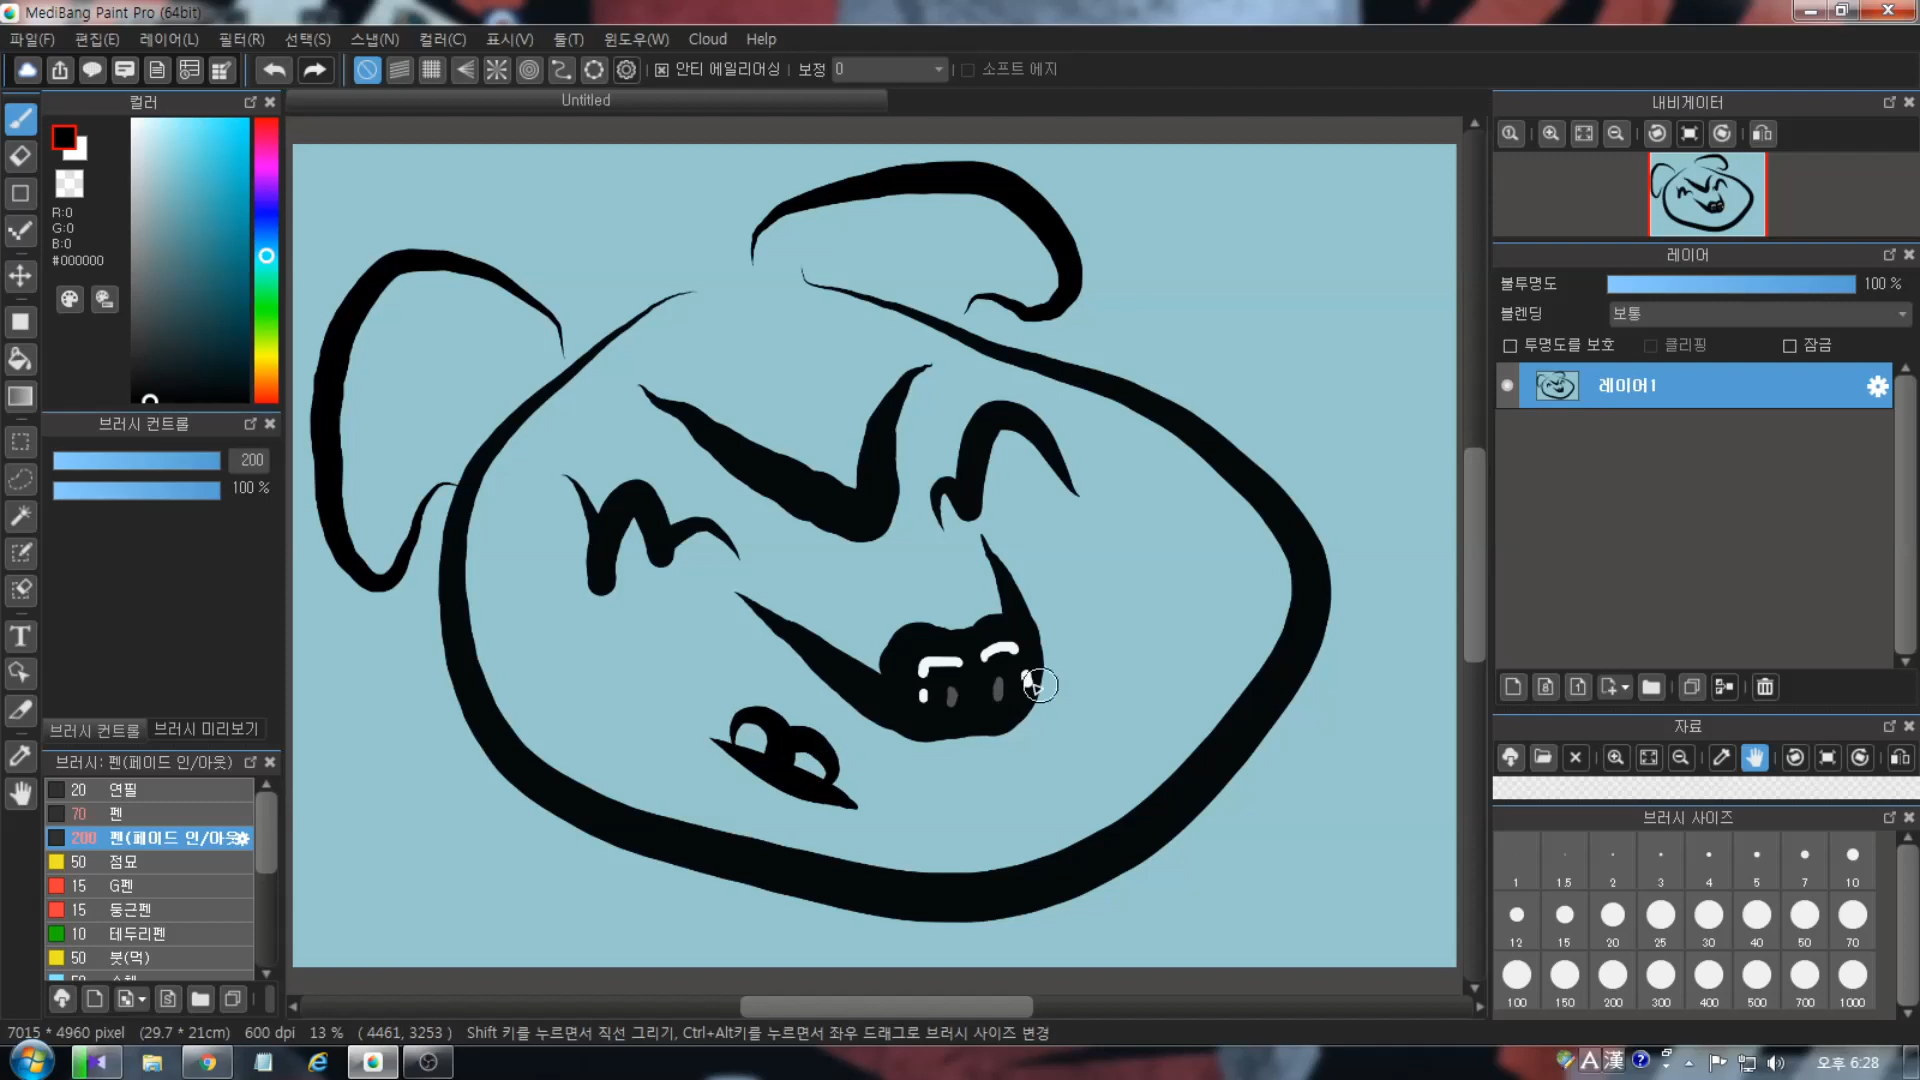 MediBang Paint Pro (64bit)
파일(F) 편집(E) 레이어(L) 필터(R) 선택(S) 스냅(N) 컬러(C) 표시(V) 툴(T) 윈도우(W) Cloud Help
안티 에일리어싱 보정 0 소프트 에지
컬러
Untitled
내비게이터
R:0
G:0
B:0
#000000
레이어
불투명도 100 %
블렌딩 보통
투명도를 보호 클리핑 잠금
레이어1
브러시 컨트롤
200
100 %
브러시 컨트롤 브러시 미리보기
자료
브러시: 펜(페이드 인/아웃)
20 연필
70 펜
200 펜(페이드 인/아웃
50 점묘
15 G펜
15 둥근펜
10 테두리펜
50 붓(먹)
브러시 사이즈
1 1.5 2 3 4 5 7 10
12 15 20 25 30 40 50 70
100 150 200 300 400 500 700 1000
7015 * 4960 pixel (29.7 * 21cm) 600 dpi 13 % ( 4461, 3253 ) Shift 키를 누르면서 직선 그리기, Ctrl+Alt키를 누르면서 좌우 드래그로 브러시 사이즈 변경
A 漢 오후 6:28